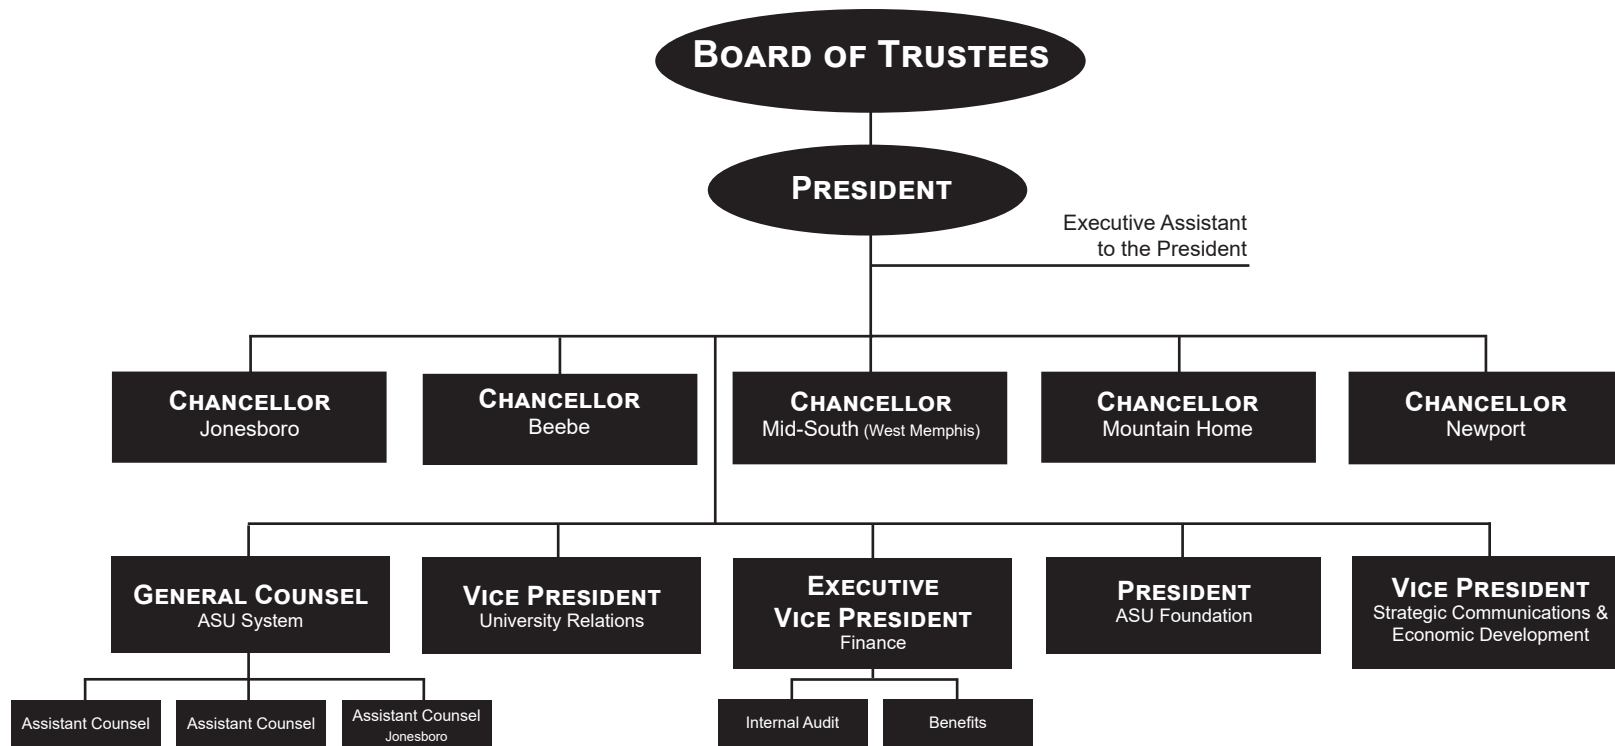 BOARD OF TRUSTEES
PRESIDENT
Executive Assistant
to the President
CHANCELLOR
Jonesboro
CHANCELLOR
Beebe
CHANCELLOR
Mid-South (West Memphis)
CHANCELLOR
Mountain Home
CHANCELLOR
Newport
GENERAL COUNSEL
ASU System
VICE PRESIDENT
University Relations
EXECUTIVE
VICE PRESIDENT
Finance
PRESIDENT
ASU Foundation
VICE PRESIDENT
Strategic Communications &
Economic Development
Assistant Counsel
Assistant Counsel
Assistant Counsel
Jonesboro
Internal Audit
Benefits